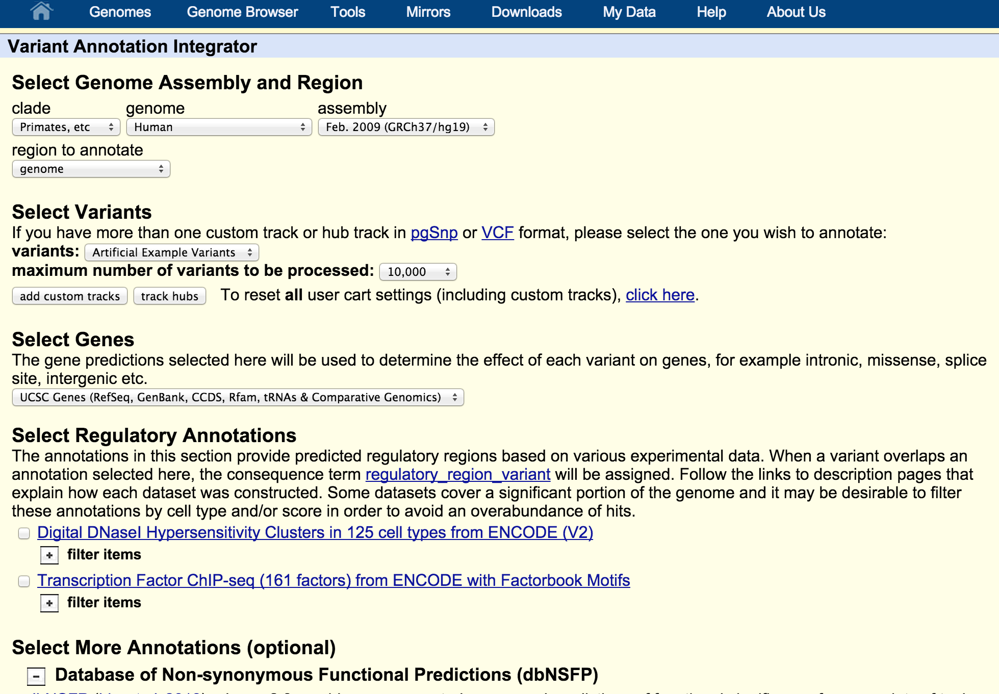 Genomes Genome Browser Tools Mirrors Downloads My Data Help About Us
Variant Annotation Integrator
Select Genome Assembly and Region
clade genome assembly
Primates, etc Human Feb. 2009 (GRCh37/hg19)
region to annotate
genome
Select Variants
If you have more than one custom track or hub track in pgSnp or VCF format, please select the one you wish to annotate:
variants: Artificial Example Variants
maximum number of variants to be processed: 10,000
add custom tracks track hubs To reset all user cart settings (including custom tracks), click here.
Select Genes
The gene predictions selected here will be used to determine the effect of each variant on genes, for example intronic, missense, splice
site, intergenic etc.
UCSC Genes (RefSeq, GenBank, CCDS, Rfam, tRNAs & Comparative Genomics)
Select Regulatory Annotations
The annotations in this section provide predicted regulatory regions based on various experimental data. When a variant overlaps an
annotation selected here, the consequence term regulatory_region_variant will be assigned. Follow the links to description pages that
explain how each dataset was constructed. Some datasets cover a significant portion of the genome and it may be desirable to filter
these annotations by cell type and/or score in order to avoid an overabundance of hits.
Digital DNaseI Hypersensitivity Clusters in 125 cell types from ENCODE (V2)
+ filter items
Transcription Factor ChIP-seq (161 factors) from ENCODE with Factorbook Motifs
+ filter items
Select More Annotations (optional)
- Database of Non-synonymous Functional Predictions (dbNSFP)